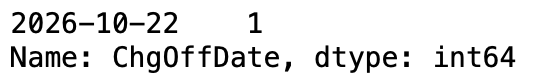 2026-10-22    1
Name: ChgOffDate, dtype: int64